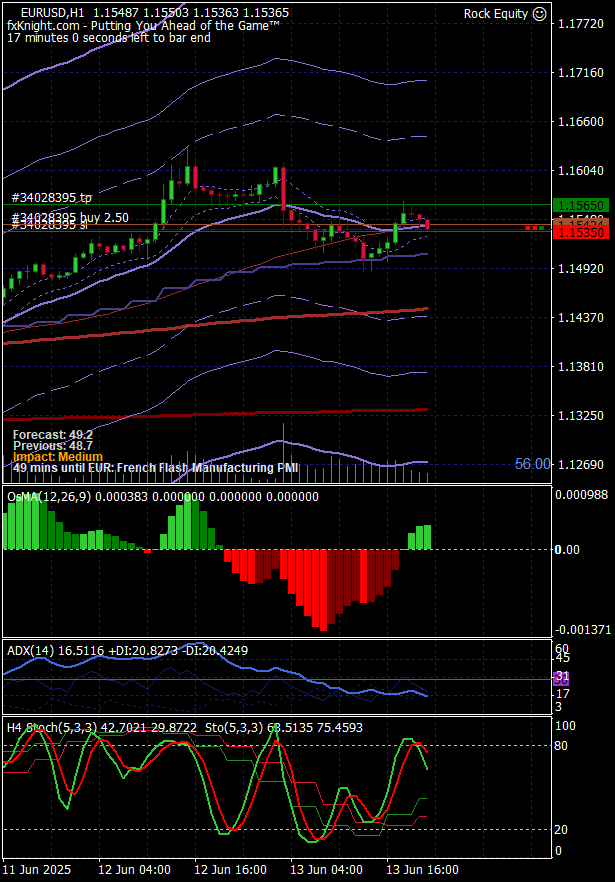 EURUSD,H1 1.15487 1.15503 1.15363 1.15365
Rock Equity ☺
fxKnight.com - Putting You Ahead of the Game™
17 minutes 0 seconds left to bar end
1.17720
1.17160
1.16600
1.16040
#34028395 tp
1.15650
#34028395 buy 2.50
#34028395 sl
1.15350
1.14920
1.14370
1.13810
1.13250
Forecast: 49.2
Previous: 48.7
Impact: Medium
49 mins until EUR: French Flash Manufacturing PMI
56.00
1.12690
OsMA(12,26,9) 0.000383 0.000000 0.000000 0.000000
0.000988
0.00
-0.001371
ADX(14) 16.5116 +DI:20.8273 -DI:20.4249
60
45
31
17
3
H4 Stoch(5,3,3) 42.7021 29.8722 Sto(5,3,3) 63.5135 75.4593
100
80
20
0
11 Jun 2025
12 Jun 04:00
12 Jun 16:00
13 Jun 04:00
13 Jun 16:00